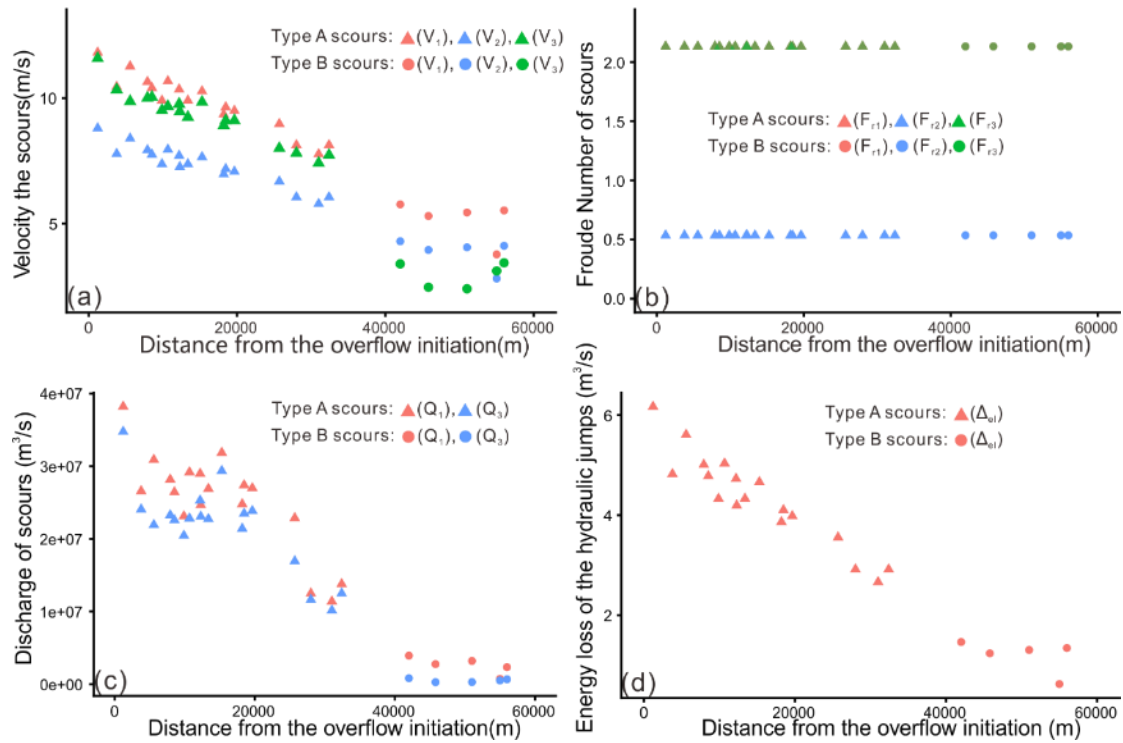 Type A scours: (V₁), (V₂), (V₃)
Type B scours: (V₁), (V₂), (V₃)
10
5
Velocity the scours(m/s)
(a)
0
20000
40000
60000
Distance from the overflow initiation(m)
2.0
1.5
1.0
0.5
0.0
Froude Number of scours
Type A scours: (Fᵣ₁), (Fᵣ₂), (Fᵣ₃)
Type B scours: (Fᵣ₁), (Fᵣ₂), (Fᵣ₃)
(b)
0
20000
40000
60000
Distance from the overflow initiation(m)
4e+07
3e+07
2e+07
1e+07
0e+00
Discharge of scours (m³/s)
Type A scours: (Q₁), (Q₃)
Type B scours: (Q₁), (Q₃)
(c)
0
20000
40000
60000
Distance from the overflow initiation(m)
6
4
2
Energy loss of the hydraulic jumps (m³/s)
Type A scours: (Δₑₗ)
Type B scours: (Δₑₗ)
(d)
0
20000
40000
60000
Distance from the overflow initiation (m)